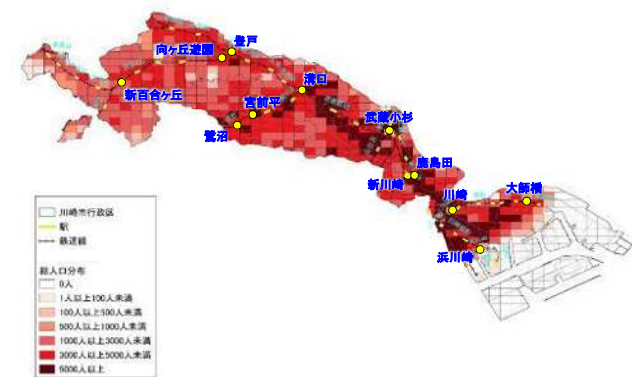 登戸
向ヶ丘遊園
溝口
新百合ヶ丘
宮前平
武蔵小杉
鷺沼
鹿島田
新川崎
川崎
大師橋
浜川崎
川崎市行政区
駅
鉄道線
総人口分布
0人
1人以上100人未満
100人以上500人未満
500人以上1000人未満
1000人以上3000人未満
3000人以上5000人未満
5000人以上